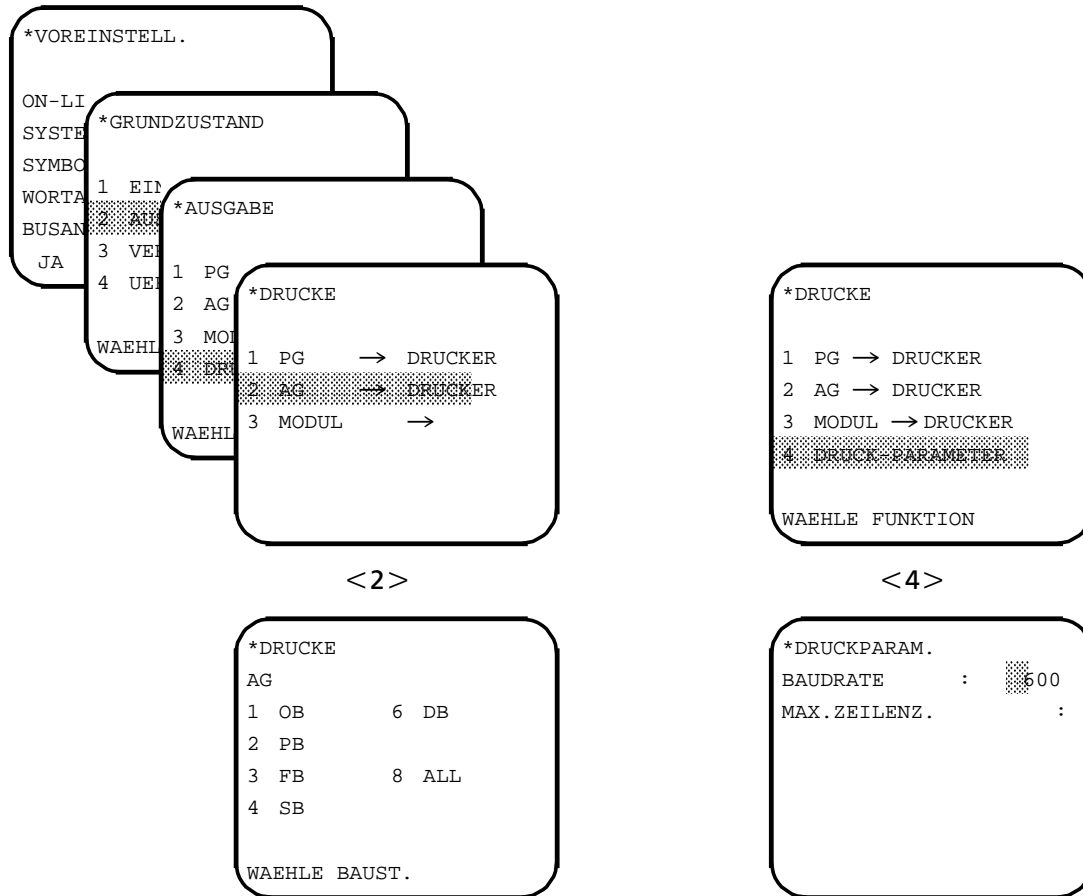 *VOREINSTELL.
ON-LI
SYSTE
SYMBO
WORTA
BUSAN
JA
*GRUNDZUSTAND
1 EIN
2 AUS
3 VER
4 UEB
WAEHL
*AUSGABE
1 PG
2 AG
3 MOD
4 DRU
WAEHL
*DRUCKE
1 PG → DRUCKER
2 AG → DRUCKER
3 MODUL →
<2>
*DRUCKE
1 PG → DRUCKER
2 AG → DRUCKER
3 MODUL → DRUCKER
4 DRUCK-PARAMETER
WAEHLE FUNKTION
<4>
*DRUCKE
AG
1 OB 6 DB
2 PB
3 FB 8 ALL
4 SB
WAEHLE BAUST.
*DRUCKPARAM.
BAUDRATE : 600
MAX.ZEILENZ. :